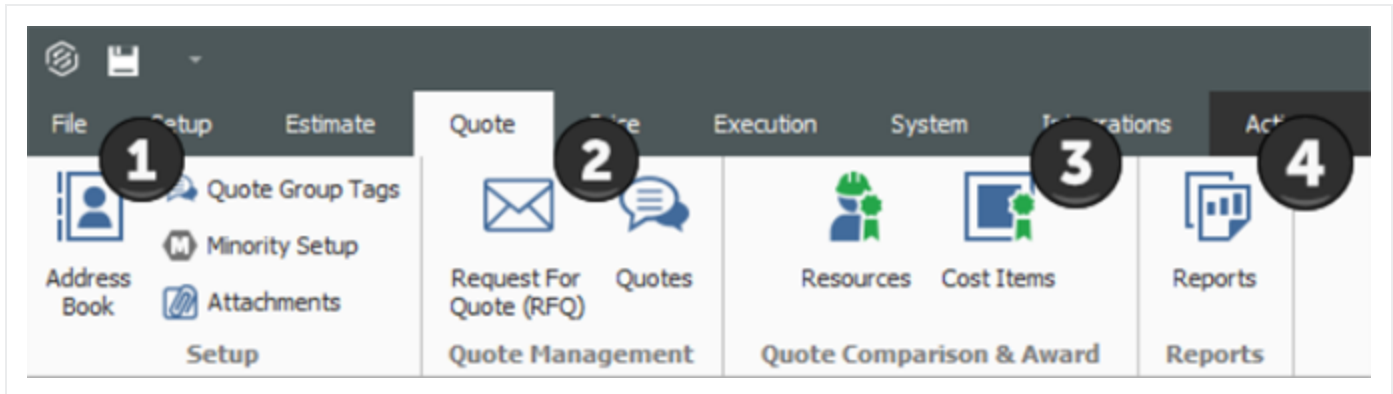 File Setup Estimate Quote Execution System
1 2 3 4
Quote Group Tags
Minority Setup
Attachments
Address
Book
Request For
Quote (RFQ)
Quotes
Resources
Cost Items
Reports
Setup
Quote Management
Quote Comparison & Award
Reports